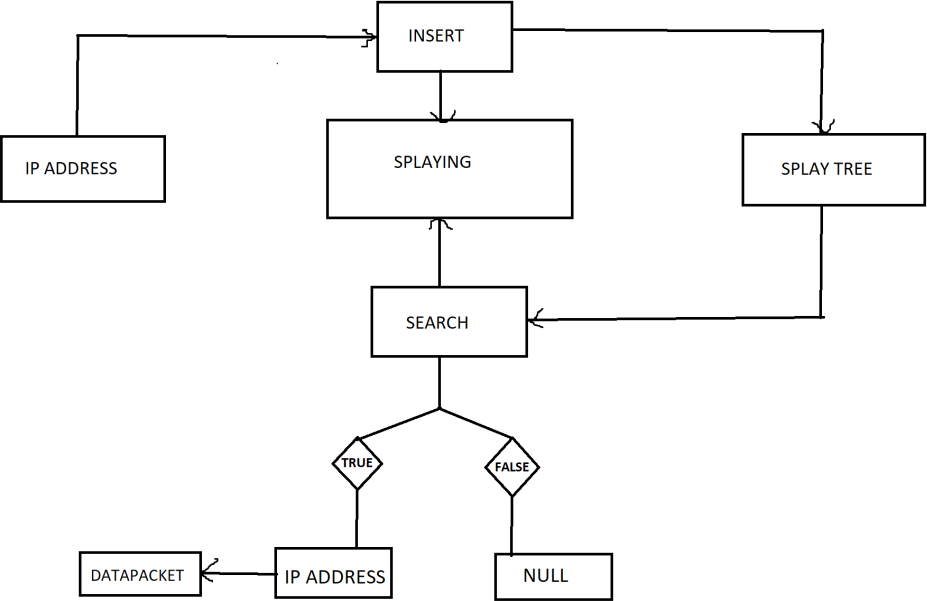 INSERT
IP ADDRESS
SPLAYING
SPLAY TREE
SEARCH
TRUE
FALSE
DATAPACKET
IP ADDRESS
NULL